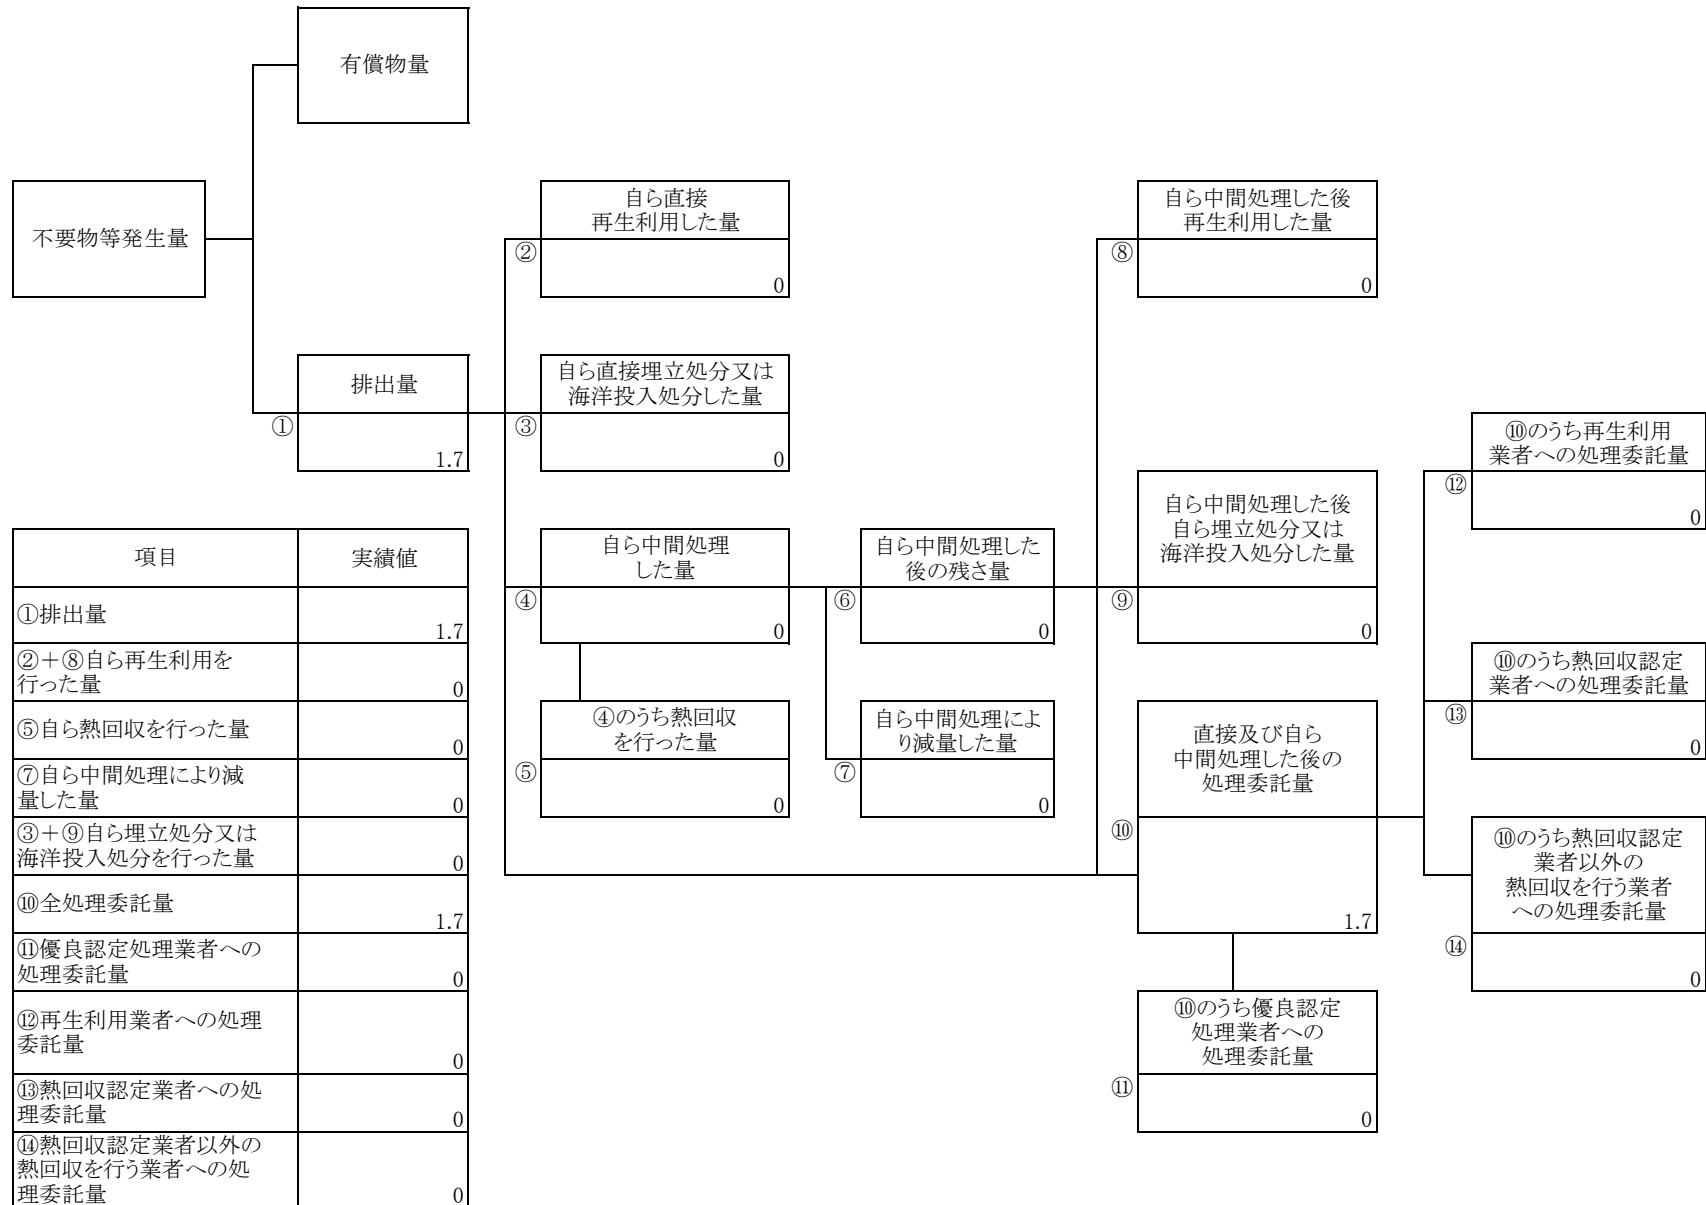 有償物量
不要物等発生量
自ら直接
再生利用した量
②
0
自ら中間処理した後
再生利用した量
⑧
0
排出量
①
1.7
自ら直接埋立処分又は
海洋投入処分した量
③
0
⑩のうち再生利用
業者への処理委託量
⑫
0
自ら中間処理
した量
④
0
自ら中間処理した
後の残さ量
⑥
0
自ら中間処理した後
自ら埋立処分又は
海洋投入処分した量
⑨
0
⑩のうち熱回収認定
業者への処理委託量
⑬
0
④のうち熱回収
を行った量
⑤
0
自ら中間処理によ
り減量した量
⑦
0
直接及び自ら
中間処理した後の
処理委託量
⑩
1.7
⑩のうち熱回収認定
業者以外の
熱回収を行う業者
への処理委託量
⑭
0
⑩のうち優良認定
処理業者への
処理委託量
⑪
0
項目 実績値
①排出量
1.7
②+⑧自ら再生利用を
行った量
0
⑤自ら熱回収を行った量
0
⑦自ら中間処理により減
量した量
0
③+⑨自ら埋立処分又は
海洋投入処分を行った量
0
⑩全処理委託量
1.7
⑪優良認定処理業者への
処理委託量
0
⑫再生利用業者への処理
委託量
0
⑬熱回収認定業者への処
理委託量
0
⑭熱回収認定業者以外の
熱回収を行う業者への処
理委託量
0